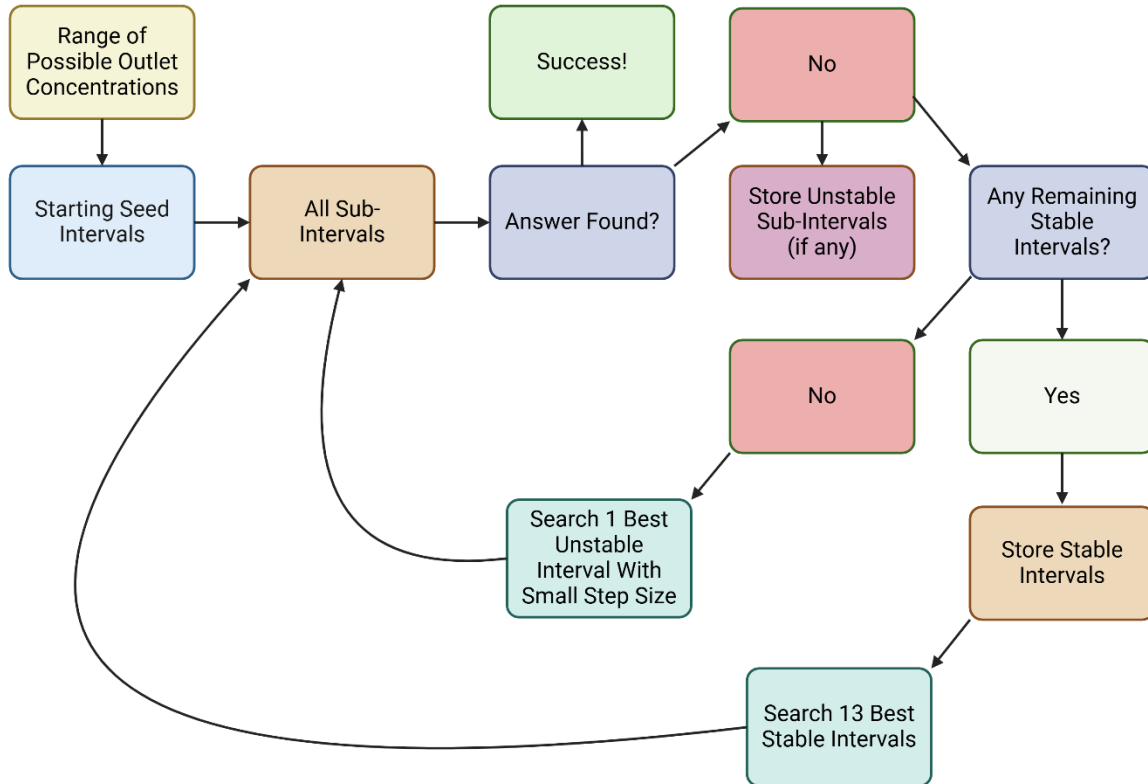 Range of
Possible Outlet
Concentrations
Success!
No
Starting Seed
Intervals
All Sub-
Intervals
Answer Found?
Store Unstable
Sub-Intervals
(if any)
Any Remaining
Stable
Intervals?
No
Yes
Search 1 Best
Unstable
Interval With
Small Step Size
Store Stable
Intervals
Search 13 Best
Stable Intervals